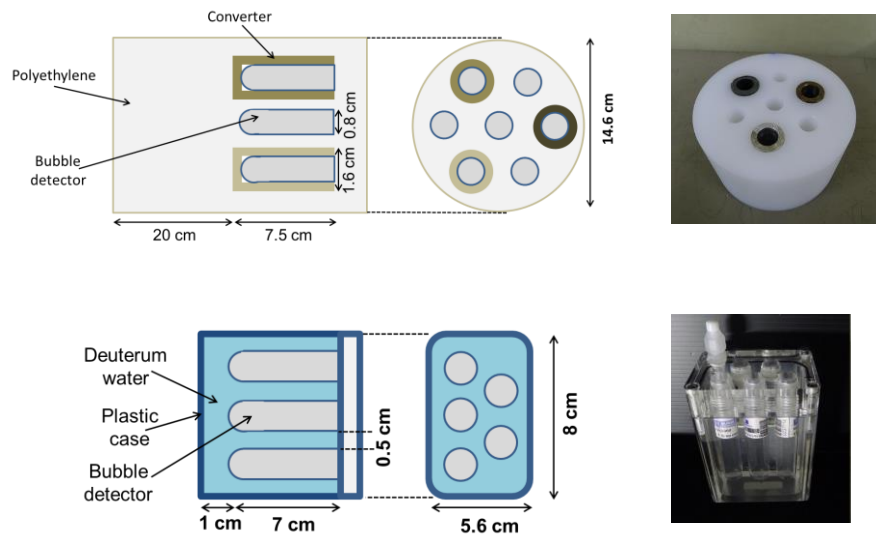 Converter
Polyethylene
Bubble
detector
0.8 cm
1.6 cm
14.6 cm
20 cm
7.5 cm
Deuterum
water
Plastic
case
Bubble
detector
0.5 cm
8 cm
1 cm
7 cm
5.6 cm